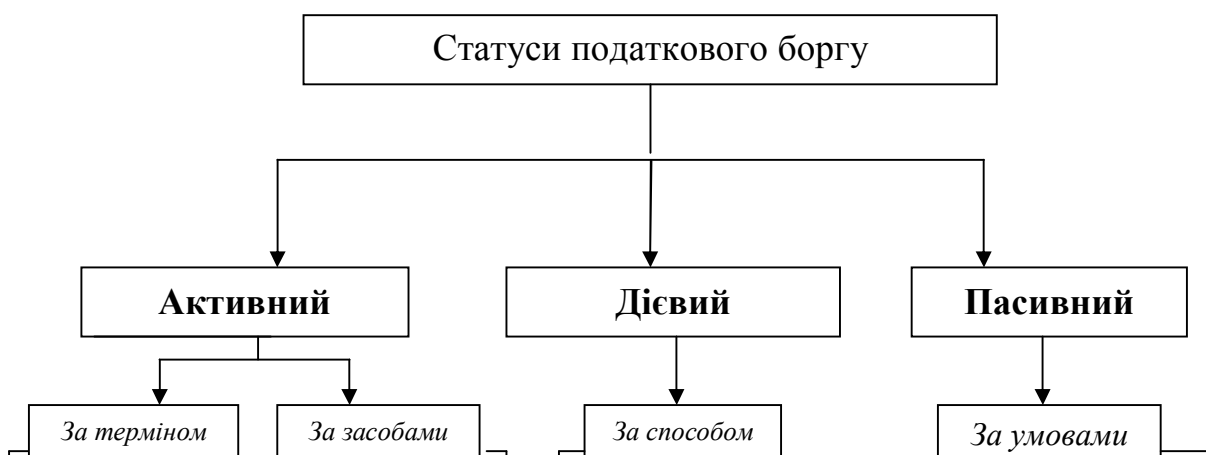 Статуси податкового боргу
Активний
Дієвий
Пасивний
За терміном
За засобами
За способом
За умовами